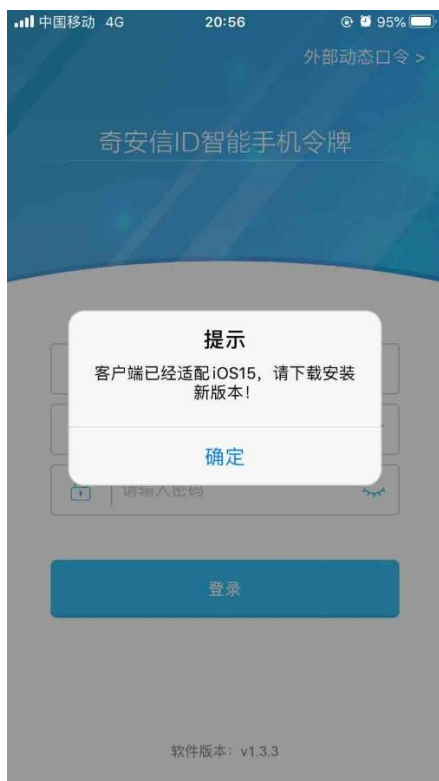 中国移动 4G 20:56 95%
外部动态口令 >
奇安信ID智能手机令牌
提示
客户端已经适配iOS15，请下载安装
新版本！
确定
请输入密码
登录
软件版本：v1.3.3